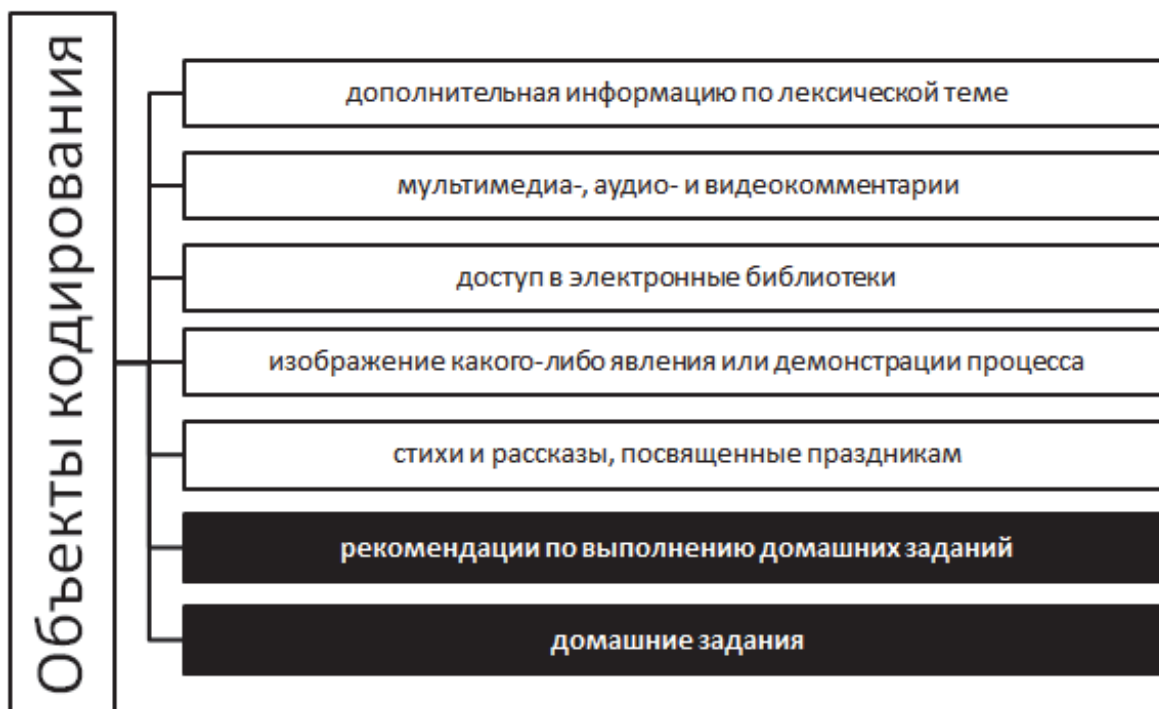 Объекты кодирования
дополнительная информацию по лексической теме
мультимедиа-, аудио- и видеокомментарии
доступ в электронные библиотеки
изображение какого-либо явления или демонстрации процесса
стихи и рассказы, посвященные праздникам
рекомендации по выполнению домашних заданий
домашние задания